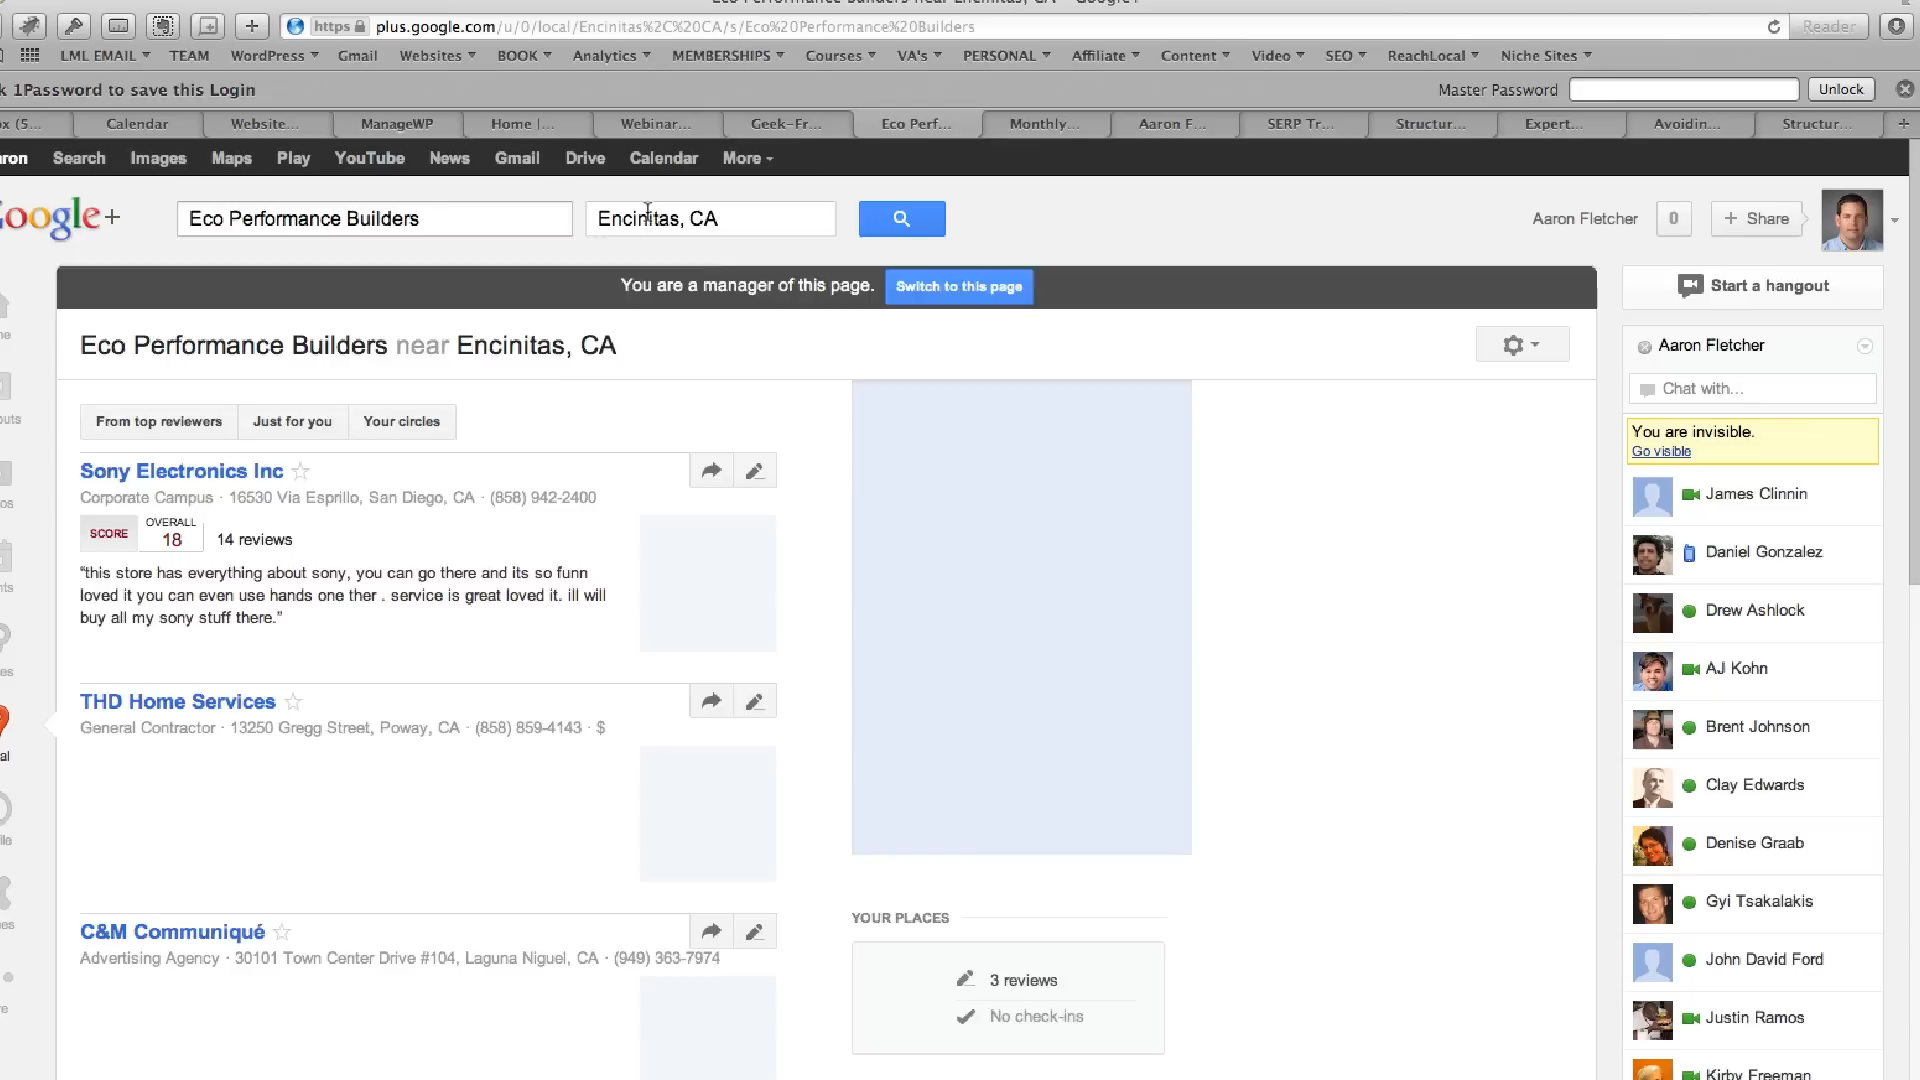 https plus.google.com/u/0/local/Encinitas%2C%20CA/s/Eco%20Performance%20Builders Reader
LML EMAIL TEAM WordPress Gmail Websites BOOK Analytics MEMBERSHIPS Courses VA's PERSONAL Affiliate Content Video SEO ReachLocal Niche Sites
k 1Password to save this Login Master Password Unlock
ox (5... Calendar Website... ManageWP Home |... Webinar... Geek-Fr... Eco Perf... Monthly... Aaron F... SERP Tr... Structur... Expert... Avoidin... Structur...
aron Search Images Maps Play YouTube News Gmail Drive Calendar More
Google+ Eco Performance Builders Encinitas, CA Aaron Fletcher 0 + Share
You are a manager of this page. Switch to this page
Start a hangout
Eco Performance Builders near Encinitas, CA
Aaron Fletcher
Chat with...
From top reviewers Just for you Your circles
You are invisible.
Go visible
Sony Electronics Inc
Corporate Campus · 16530 Via Esprillo, San Diego, CA · (858) 942-2400
SCORE OVERALL 18 14 reviews
“this store has everything about sony, you can go there and its so funn
loved it you can even use hands one ther . service is great loved it. ill will
buy all my sony stuff there.”
THD Home Services
General Contractor · 13250 Gregg Street, Poway, CA · (858) 859-4143 · $
C&M Communiqué
Advertising Agency · 30101 Town Center Drive #104, Laguna Niguel, CA · (949) 363-7974
YOUR PLACES
3 reviews
No check-ins
James Clinnin
Daniel Gonzalez
Drew Ashlock
AJ Kohn
Brent Johnson
Clay Edwards
Denise Graab
Gyi Tsakalakis
John David Ford
Justin Ramos
Kirby Freeman